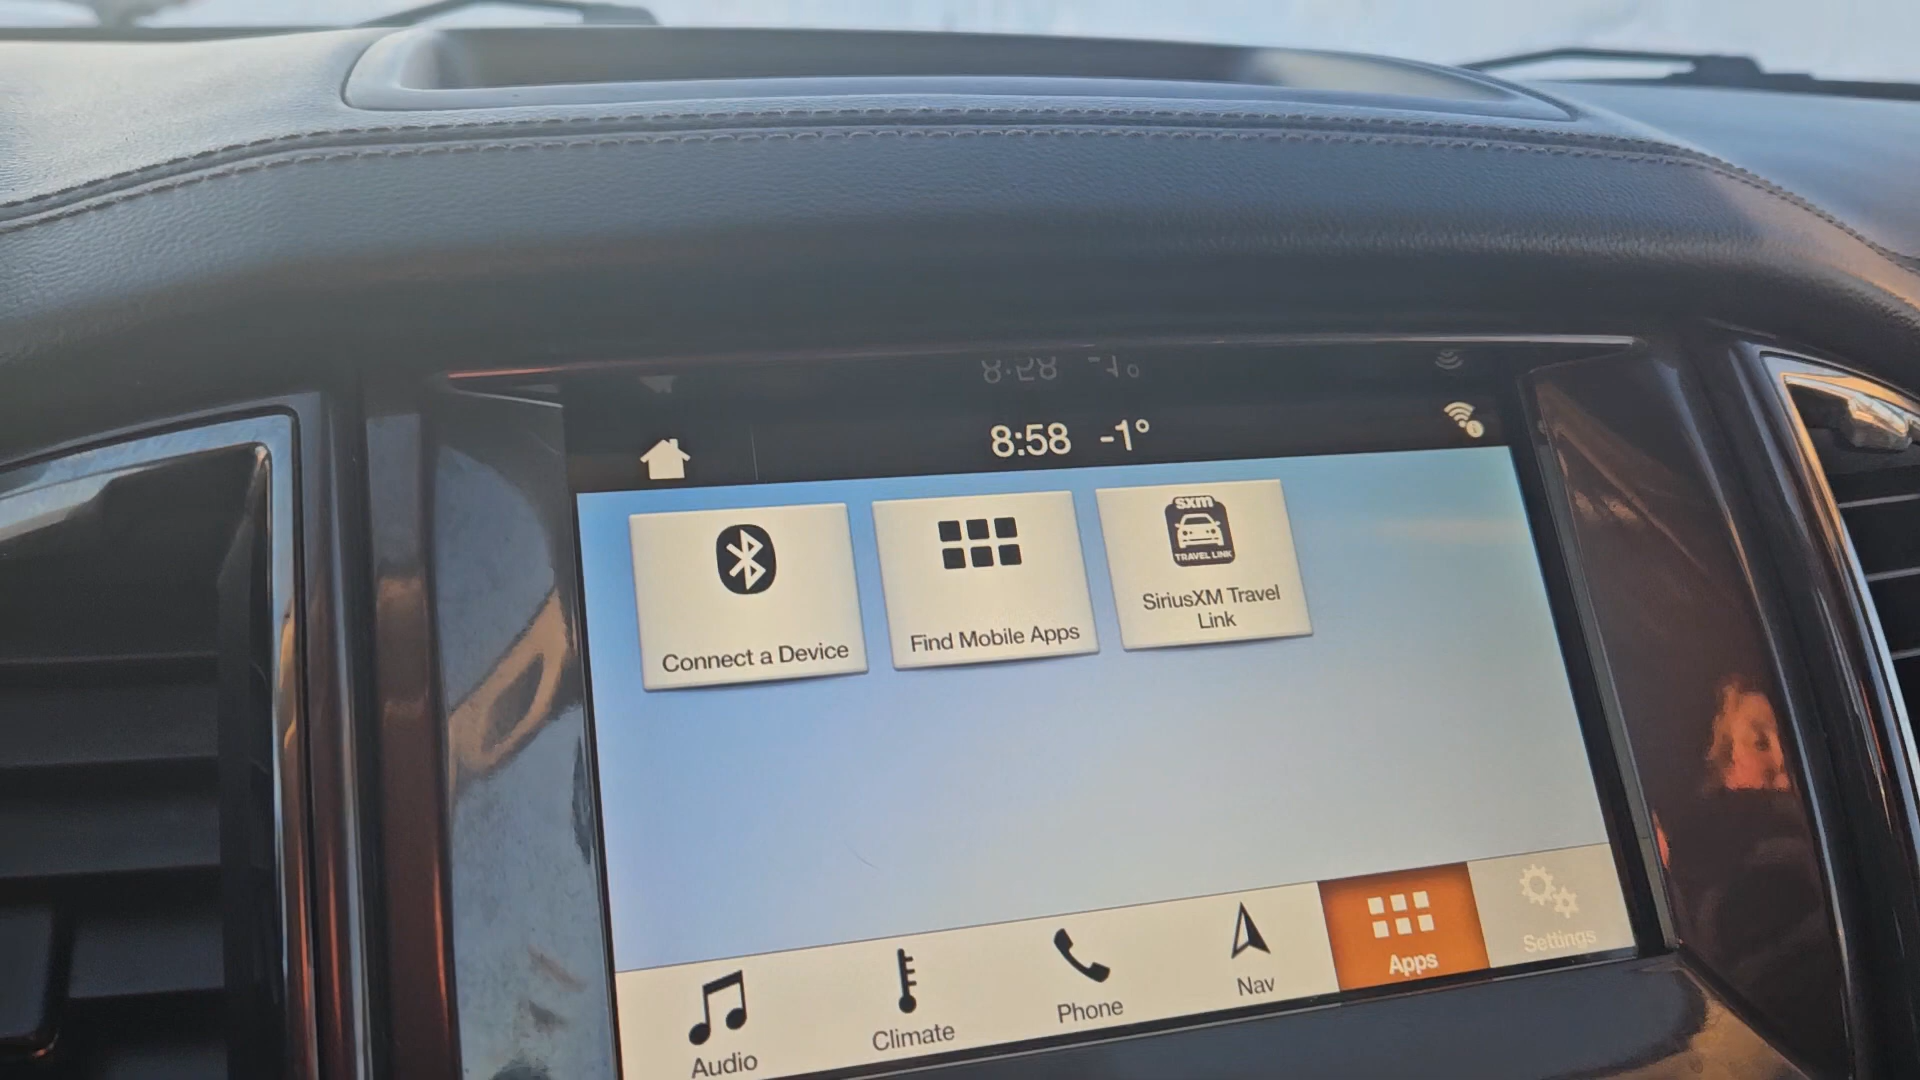 8:58 -1°
sxm
TRAVEL LINK
Connect a Device
Find Mobile Apps
SiriusXM Travel
Link
Audio
Climate
Phone
Nav
Apps
Settings